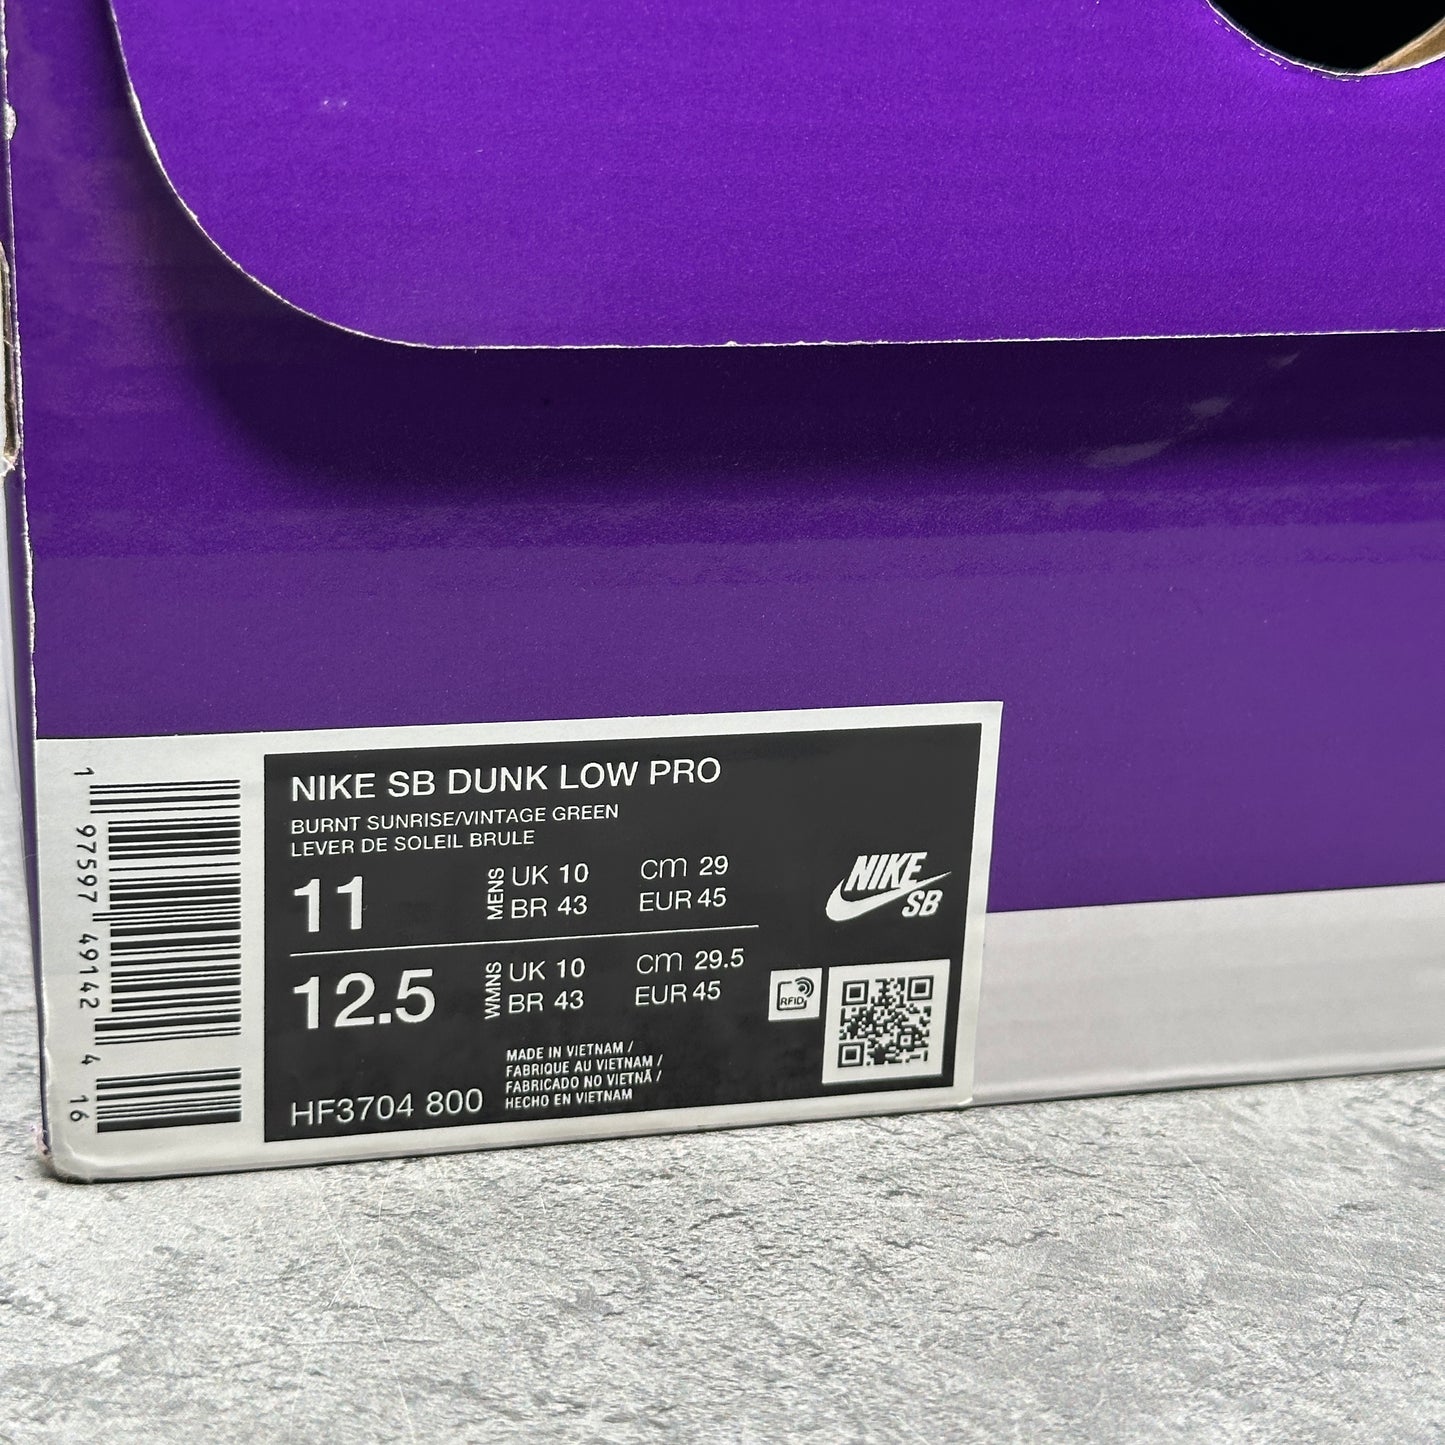 NIKE SB DUNK LOW PRO
BURNT SUNRISE/VINTAGE GREEN
LEVER DE SOLEIL BRULE
11 MENS UK 10 CM 29
BR 43 EUR 45
12.5 WMNS UK 10 CM 29.5
BR 43 EUR 45
NIKE
SB
RFID
MADE IN VIETNAM /
FABRIQUE AU VIETNAM /
FABRICADO NO VIETNÃ /
HECHO EN VIETNAM
HF3704 800
1 97597 49142 4 16